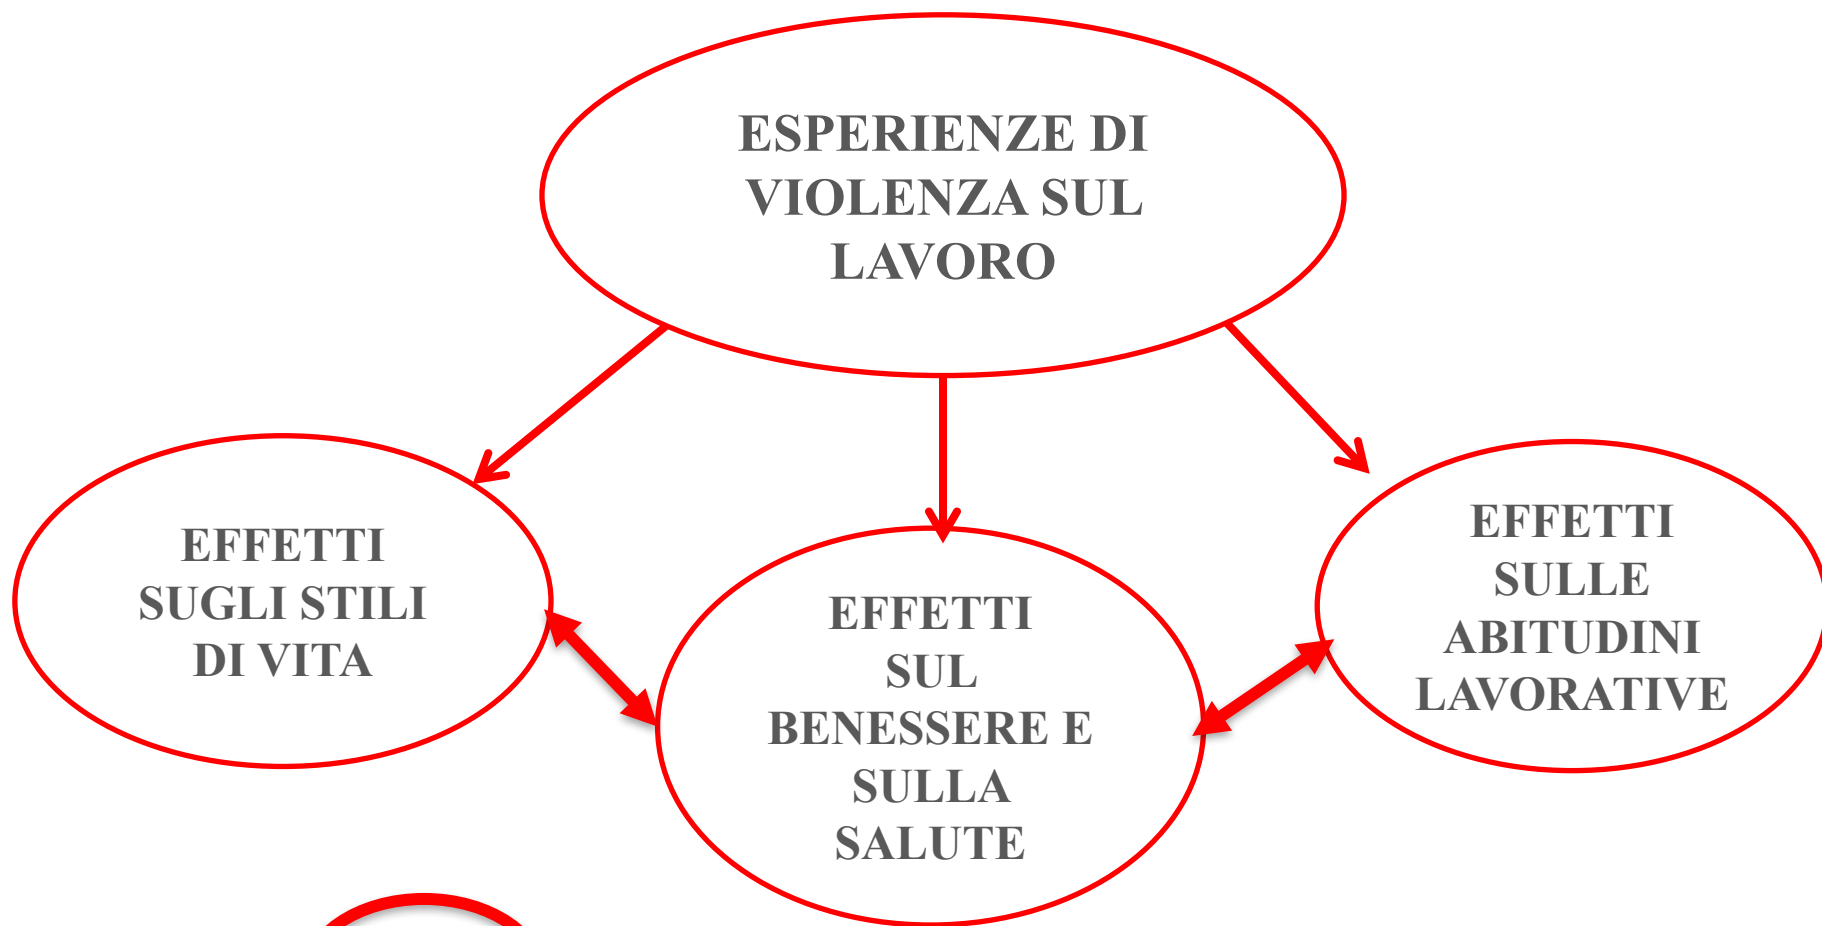 ESPERIENZE DI
VIOLENZA SUL
LAVORO
EFFETTI
SUGLI STILI
DI VITA
EFFETTI
SUL
BENESSERE E
SULLA
SALUTE
EFFETTI
SULLE
ABITUDINI
LAVORATIVE